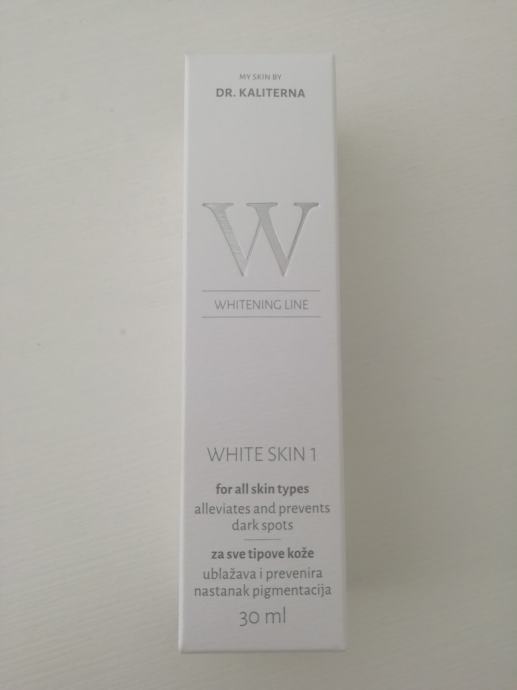 MY SKIN BY
DR. KALITERNA
W
WHITENING LINE
WHITE SKIN 1
for all skin types
alleviates and prevents
dark spots
za sve tipove kože
ublažava i prevenira
nastanak pigmentacija
30 ml